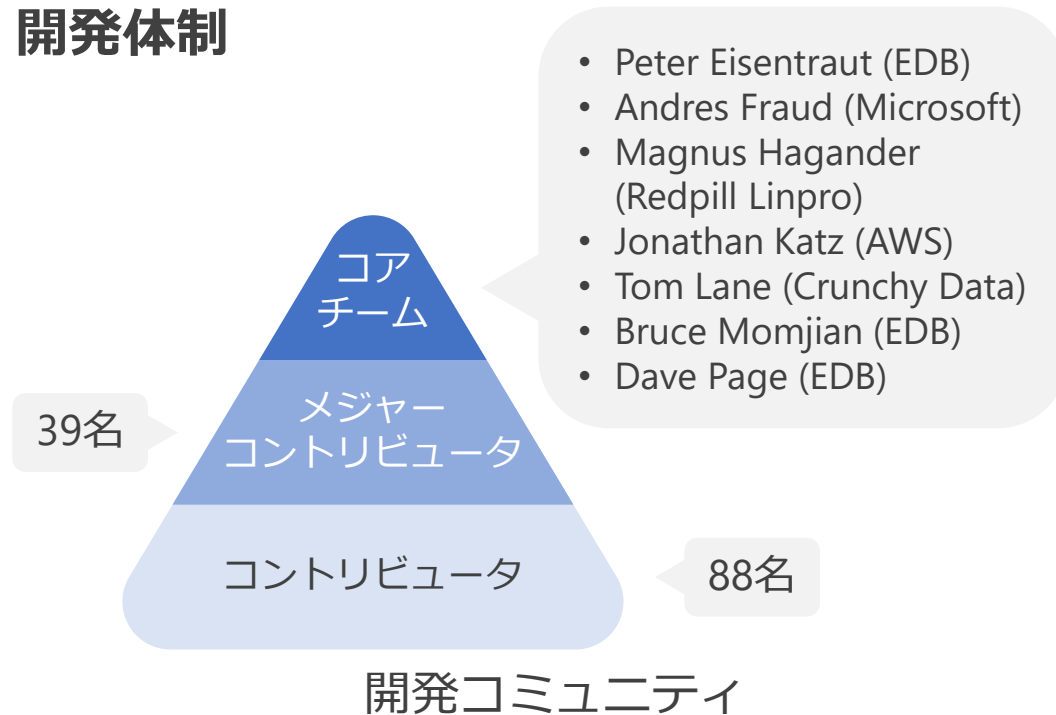 開発体制
• Peter Eisentraut (EDB)
• Andres Fraud (Microsoft)
• Magnus Hagander
(Redpill Linpro)
• Jonathan Katz (AWS)
• Tom Lane (Crunchy Data)
• Bruce Momjian (EDB)
• Dave Page (EDB)
コア
チーム
39名
メジャー
コントリビュータ
コントリビュータ
88名
開発コミュニティ